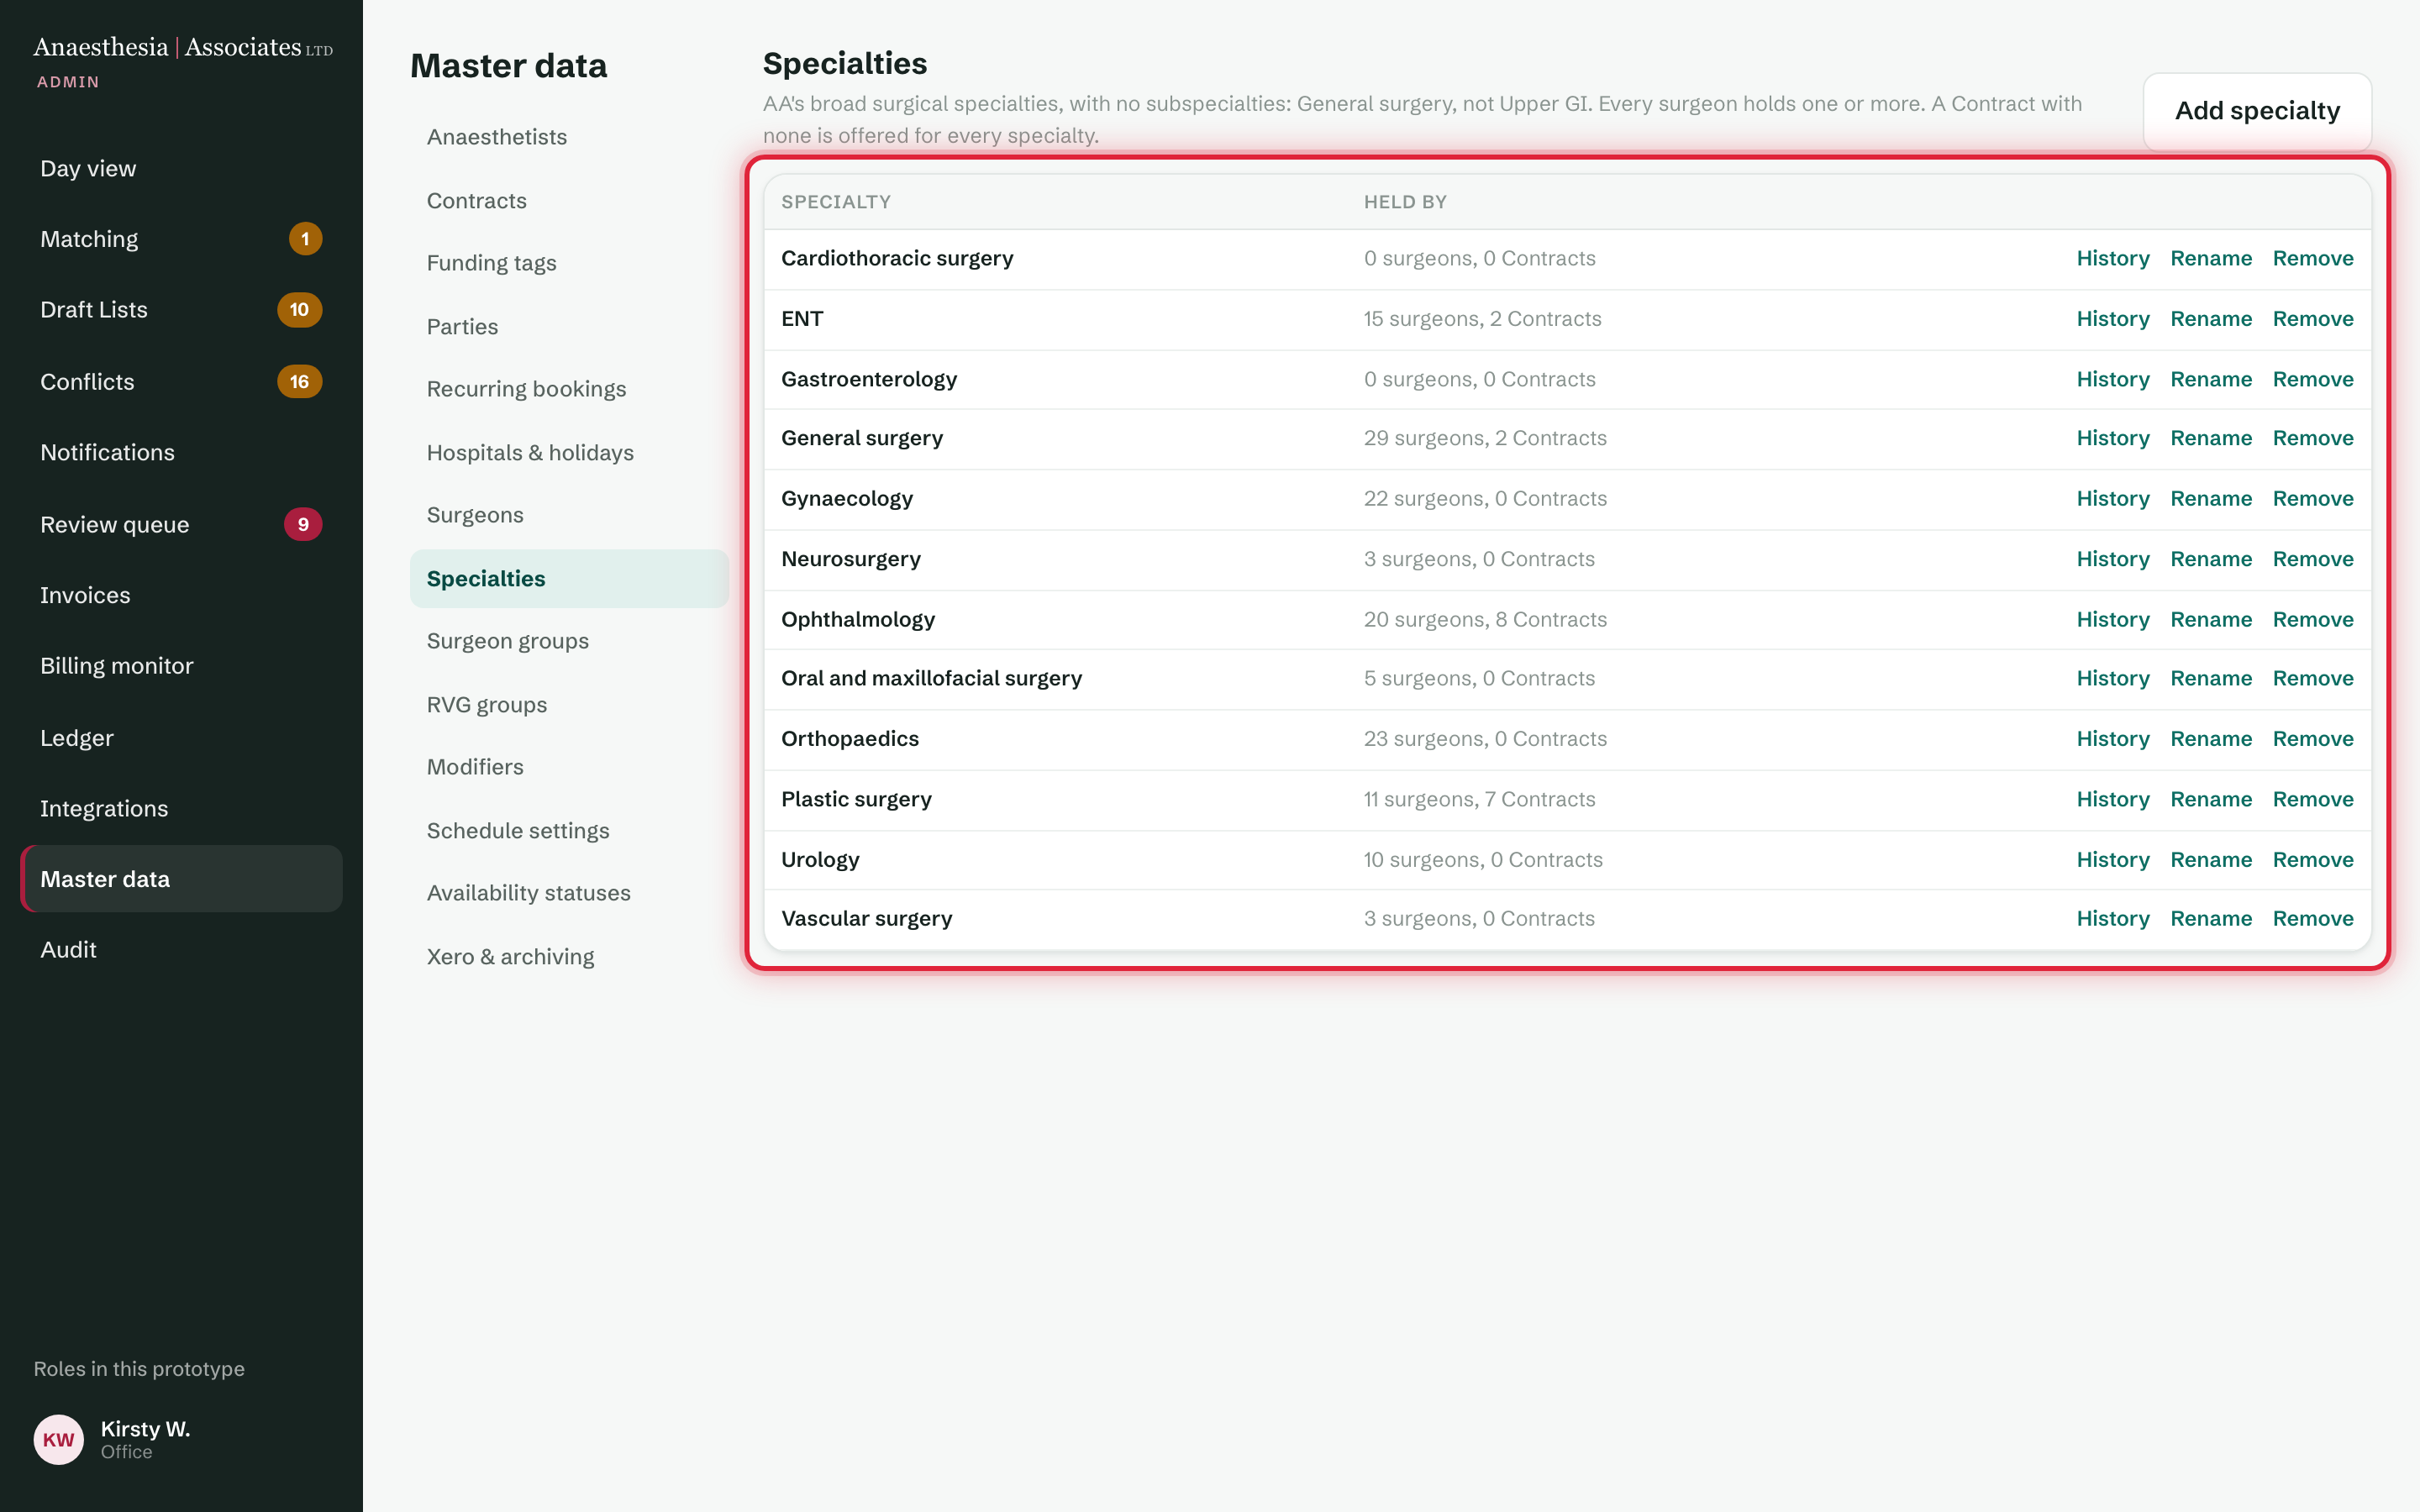 Anaesthesia | Associates LTD
ADMIN
Day view
Matching 1
Draft Lists 10
Conflicts 16
Notifications
Review queue 9
Invoices
Billing monitor
Ledger
Integrations
Master data
Audit
Roles in this prototype
KW Kirsty W.
Office
Master data
Anaesthetists
Contracts
Funding tags
Parties
Recurring bookings
Hospitals & holidays
Surgeons
Specialties
Surgeon groups
RVG groups
Modifiers
Schedule settings
Availability statuses
Xero & archiving
Specialties
AA's broad surgical specialties, with no subspecialties: General surgery, not Upper GI. Every surgeon holds one or more. A Contract with
none is offered for every specialty.
Add specialty
SPECIALTY HELD BY
Cardiothoracic surgery 0 surgeons, 0 Contracts History Rename Remove
ENT 15 surgeons, 2 Contracts History Rename Remove
Gastroenterology 0 surgeons, 0 Contracts History Rename Remove
General surgery 29 surgeons, 2 Contracts History Rename Remove
Gynaecology 22 surgeons, 0 Contracts History Rename Remove
Neurosurgery 3 surgeons, 0 Contracts History Rename Remove
Ophthalmology 20 surgeons, 8 Contracts History Rename Remove
Oral and maxillofacial surgery 5 surgeons, 0 Contracts History Rename Remove
Orthopaedics 23 surgeons, 0 Contracts History Rename Remove
Plastic surgery 11 surgeons, 7 Contracts History Rename Remove
Urology 10 surgeons, 0 Contracts History Rename Remove
Vascular surgery 3 surgeons, 0 Contracts History Rename Remove